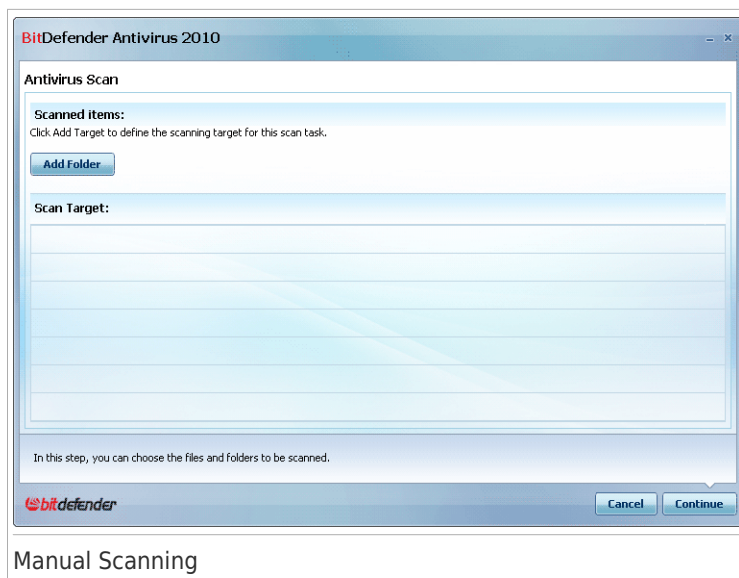 BitDefender Antivirus 2010
Antivirus Scan
Scanned items:
Click Add Target to define the scanning target for this scan task.
Add Folder
Scan Target:
In this step, you can choose the files and folders to be scanned.
bitdefender
Cancel
Continue
Manual Scanning